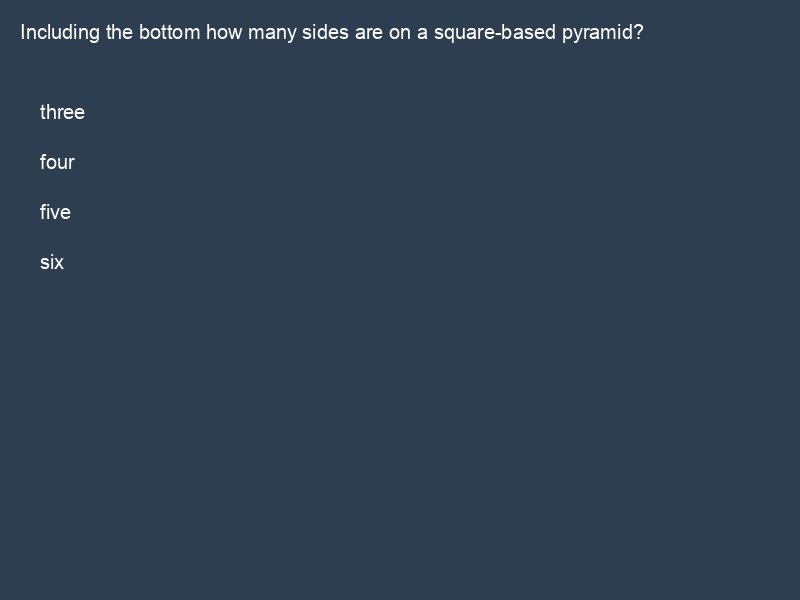 Including the bottom how many sides are on a square-based pyramid?
three
four
five
six